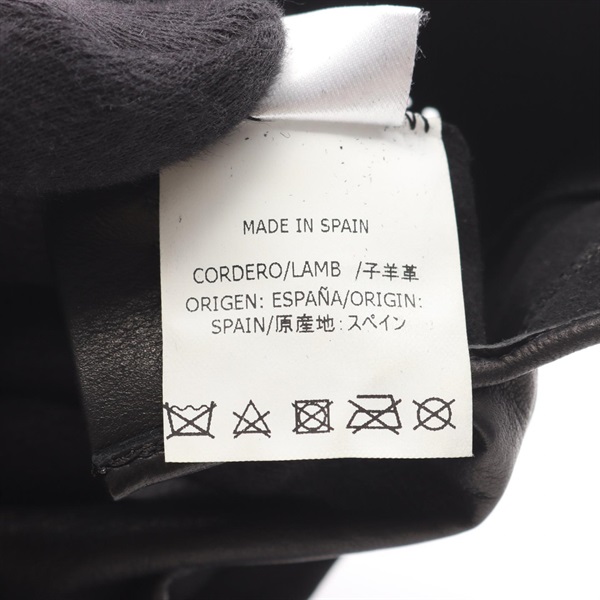 MADE IN SPAIN
CORDERO/LAMB /子羊革
ORIGEN: ESPAÑA/ORIGIN:
SPAIN/原産地:スペイン